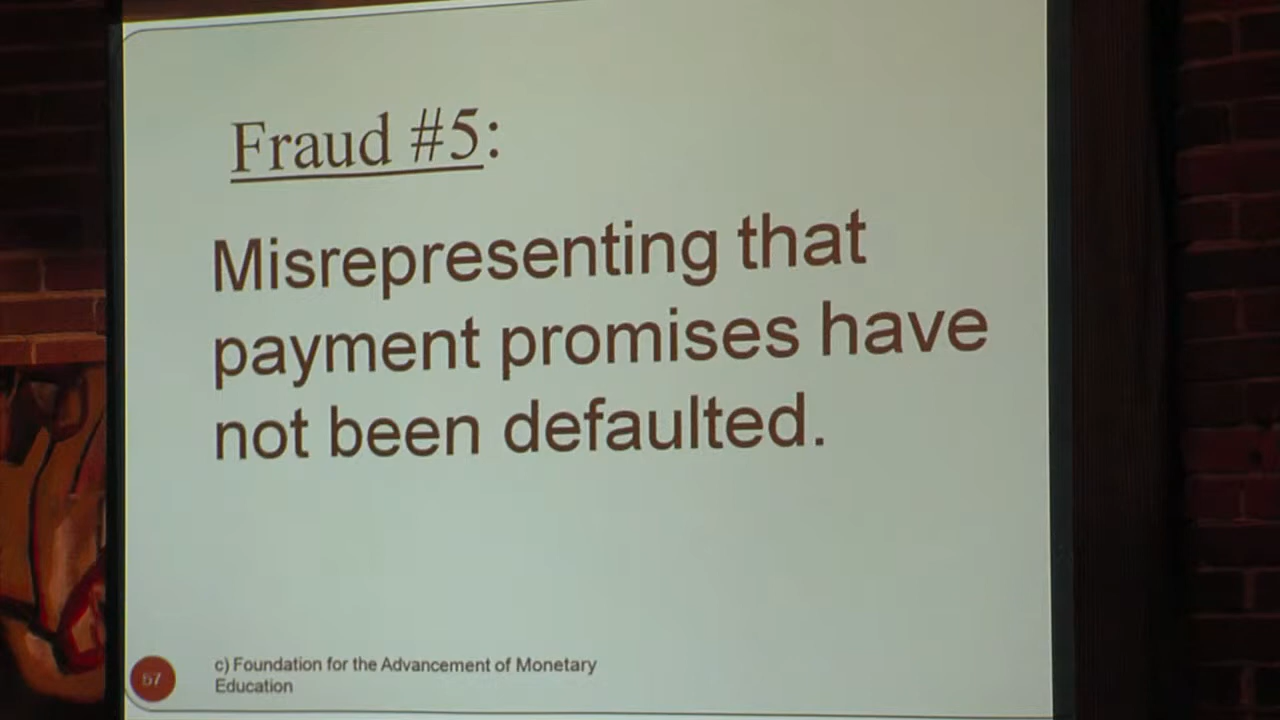 Fraud #5:
Misrepresenting that
payment promises have
not been defaulted.
c) Foundation for the Advancement of Monetary
Education
57